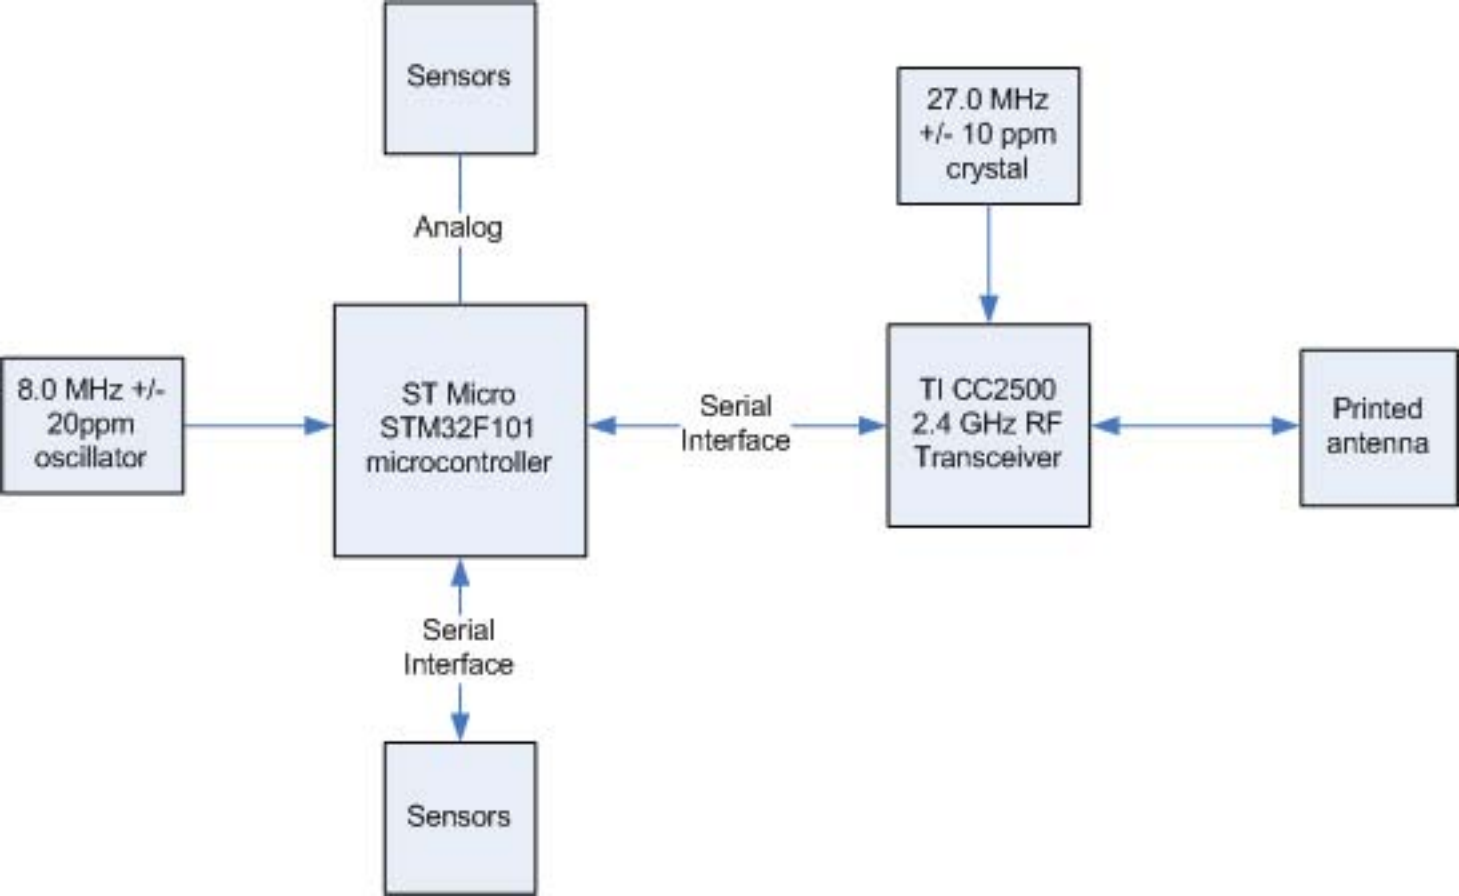 Sensors
27.0 MHz
+/- 10 ppm
crystal
Analog
8.0 MHz +/-
20ppm
oscillator
ST Micro
STM32F101
microcontroller
Serial
Interface
TI CC2500
2.4 GHz RF
Transceiver
Printed
antenna
Serial
Interface
Sensors